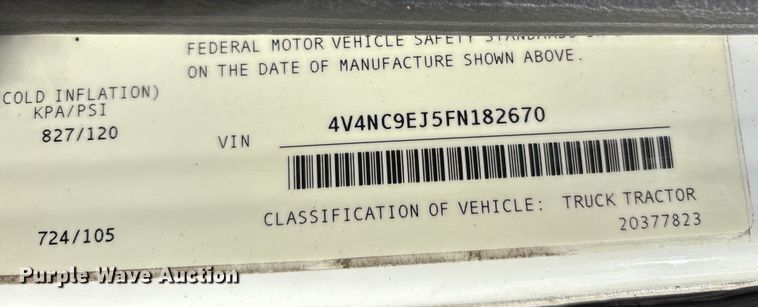 FEDERAL MOTOR VEHICLE SAFETY STANDARDS
ON THE DATE OF MANUFACTURE SHOWN ABOVE.
(COLD INFLATION)
KPA/PSI
827/120
VIN 4V4NC9EJ5FN182670
CLASSIFICATION OF VEHICLE: TRUCK TRACTOR
724/105
20377823
Purple Wave Auction